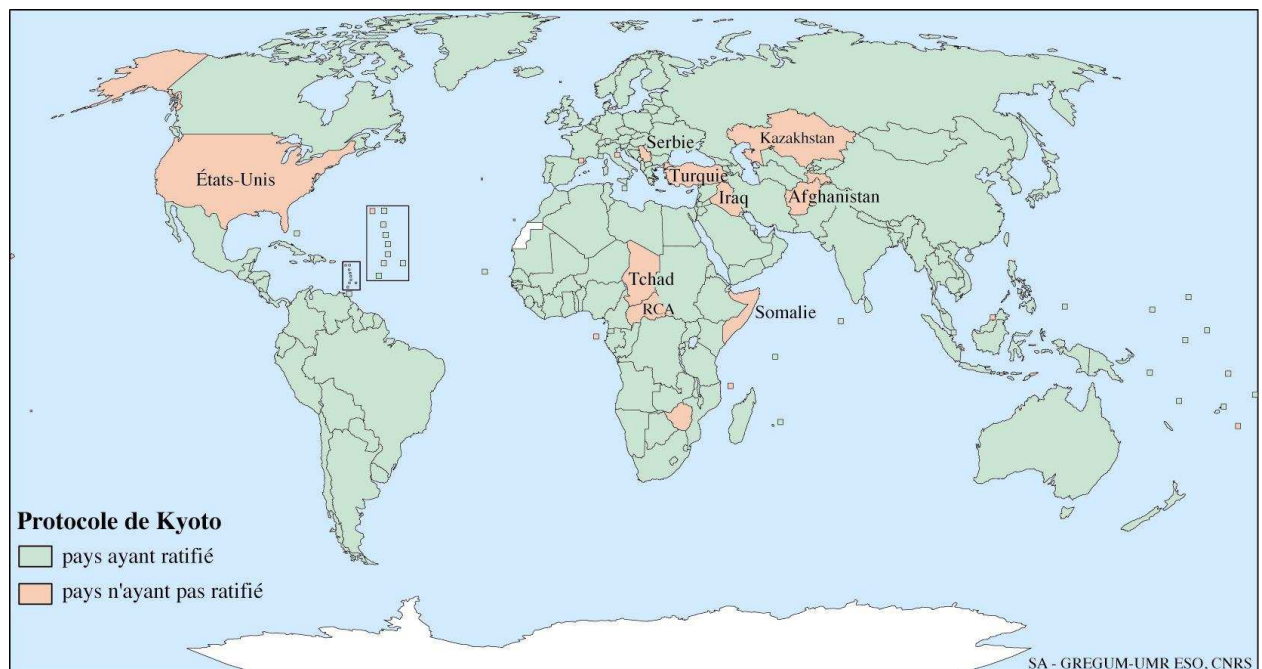 Kazakhstan
Serbie
Turquie
États-Unis
Iraq
Afghanistan
Tchad
RCA
Somalie
Protocole de Kyoto
pays ayant ratifié
pays n'ayant pas ratifié
SA - GREGUM-UMR ESO, CNRS